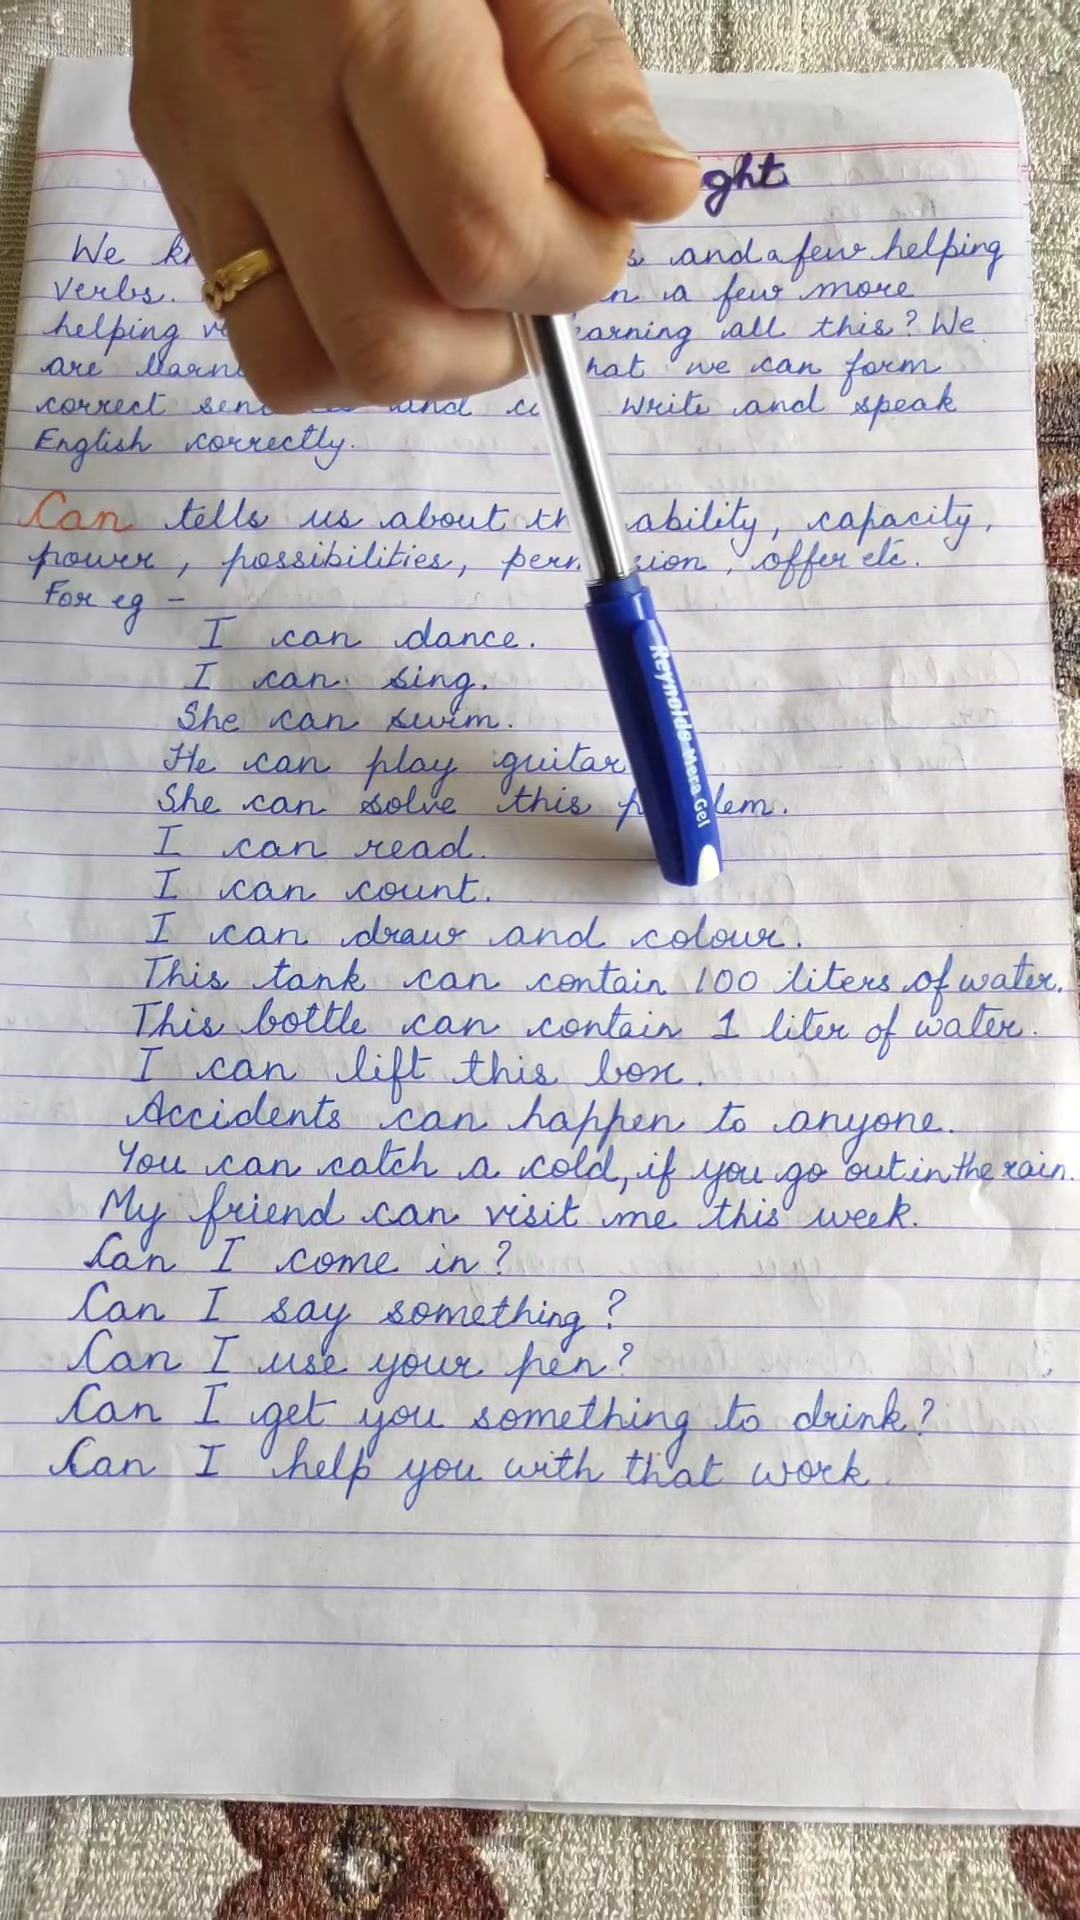 ght
We and a few helping
verbs. a few more
helping all this? We
are we can form
correct and write and speak
English correctly.
Can tells us about ability, capacity,
power, possibilities, offer etc.
For eg -
I can dance.
I can sing.
She can swim.
He can play guitar
She can solve this
I can read.
I can count.
I can draw and colour.
This tank can contain 100 liters of water.
This bottle can contain 1 liter of water.
I can lift this box.
Accidents can happen to anyone.
You can catch a cold, if you go out in the rain.
My friend can visit me this week.
Can I come in?
Can I say something?
Can I use your pen?
Can I get you something to drink?
Can I help you with that work
Reynolds Mera Gel